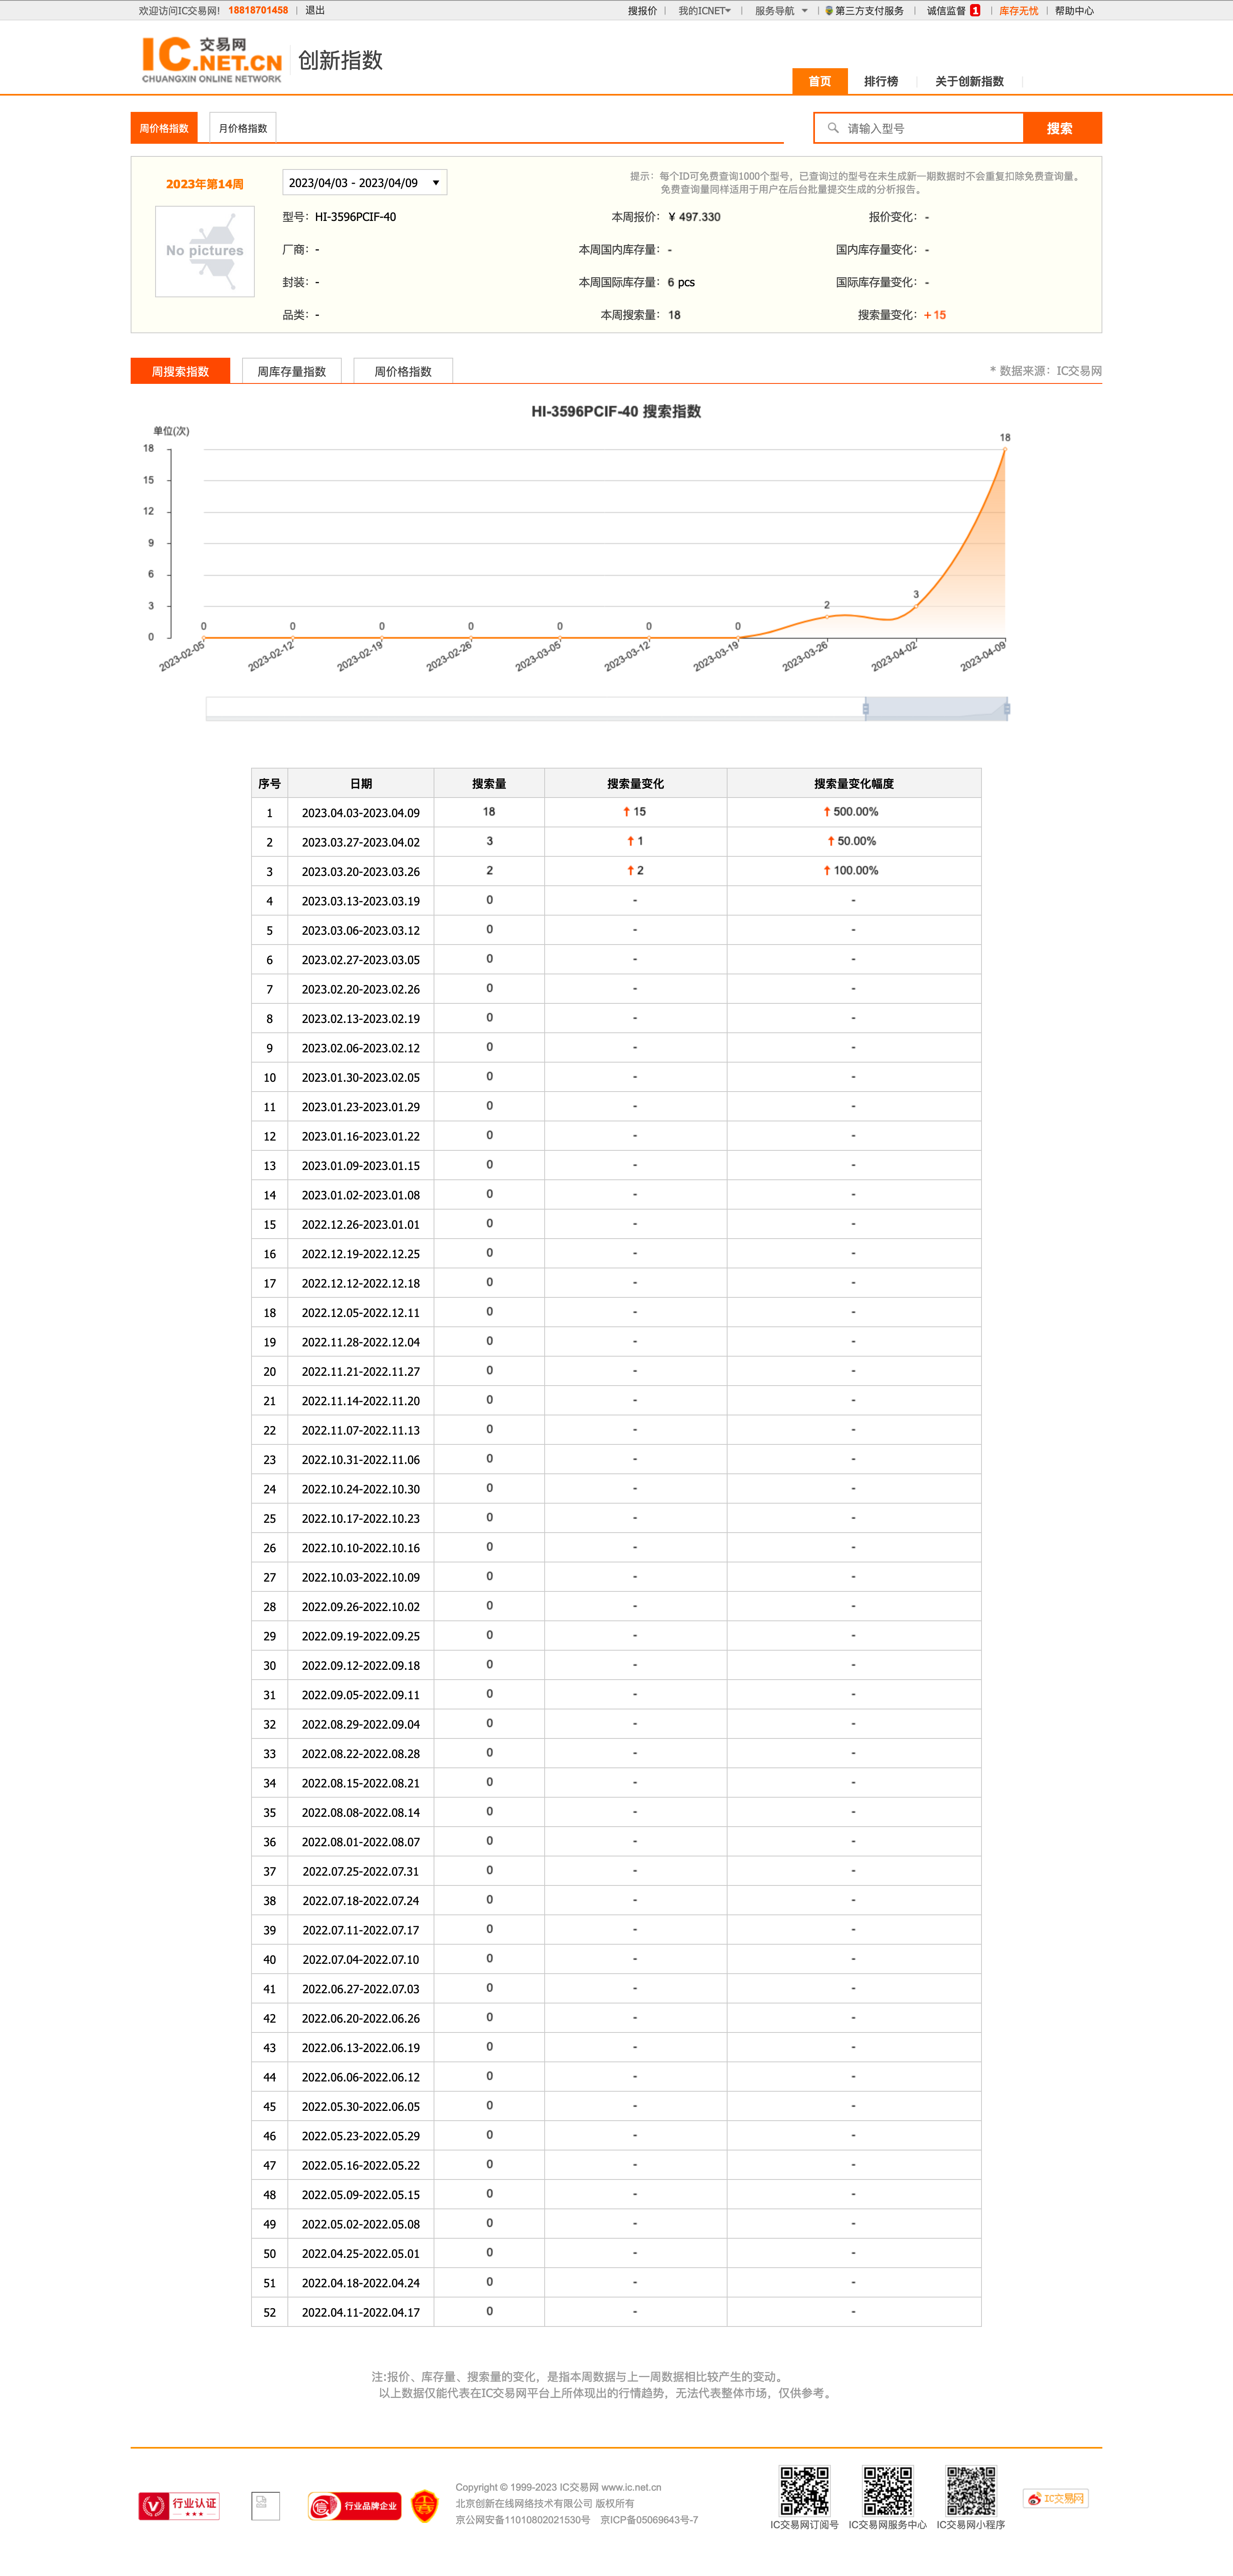 欢迎访问IC交易网! 18818701458 | 退出 搜报价 | 我的ICNET | 服务导航 | 第三方支付服务 | 诚信监督 1 | 库存无忧 | 帮助中心
IC 交易网
.NET.CN
CHUANGXIN ONLINE NETWORK
创新指数
首页 排行榜 关于创新指数
周价格指数 月价格指数 请输入型号 搜索
2023年第14周 2023/04/03 - 2023/04/09 ▼
提示：每个ID可免费查询1000个型号，已查询过的型号在未生成新一期数据时不会重复扣除免费查询量。
免费查询量同样适用于用户在后台批量提交生成的分析报告。
No pictures
型号：HI-3596PCIF-40 本周报价：¥ 497.330 报价变化：-
厂商：- 本周国内库存量：- 国内库存量变化：-
封装：- 本周国际库存量：6 pcs 国际库存量变化：-
品类：- 本周搜索量：18 搜索量变化：+15
周搜索指数 周库存量指数 周价格指数 * 数据来源：IC交易网
HI-3596PCIF-40 搜索指数
单位(次)
18
15
12
9
6
3
0
0 0 0 0 0 0 0 2 3 18
2023-02-05 2023-02-12 2023-02-19 2023-02-26 2023-03-05 2023-03-12 2023-03-19 2023-03-26 2023-04-02 2023-04-09
序号 日期 搜索量 搜索量变化 搜索量变化幅度
1 2023.04.03-2023.04.09 18 ↑ 15 ↑ 500.00%
2 2023.03.27-2023.04.02 3 ↑ 1 ↑ 50.00%
3 2023.03.20-2023.03.26 2 ↑ 2 ↑ 100.00%
4 2023.03.13-2023.03.19 0 - -
5 2023.03.06-2023.03.12 0 - -
6 2023.02.27-2023.03.05 0 - -
7 2023.02.20-2023.02.26 0 - -
8 2023.02.13-2023.02.19 0 - -
9 2023.02.06-2023.02.12 0 - -
10 2023.01.30-2023.02.05 0 - -
11 2023.01.23-2023.01.29 0 - -
12 2023.01.16-2023.01.22 0 - -
13 2023.01.09-2023.01.15 0 - -
14 2023.01.02-2023.01.08 0 - -
15 2022.12.26-2023.01.01 0 - -
16 2022.12.19-2022.12.25 0 - -
17 2022.12.12-2022.12.18 0 - -
18 2022.12.05-2022.12.11 0 - -
19 2022.11.28-2022.12.04 0 - -
20 2022.11.21-2022.11.27 0 - -
21 2022.11.14-2022.11.20 0 - -
22 2022.11.07-2022.11.13 0 - -
23 2022.10.31-2022.11.06 0 - -
24 2022.10.24-2022.10.30 0 - -
25 2022.10.17-2022.10.23 0 - -
26 2022.10.10-2022.10.16 0 - -
27 2022.10.03-2022.10.09 0 - -
28 2022.09.26-2022.10.02 0 - -
29 2022.09.19-2022.09.25 0 - -
30 2022.09.12-2022.09.18 0 - -
31 2022.09.05-2022.09.11 0 - -
32 2022.08.29-2022.09.04 0 - -
33 2022.08.22-2022.08.28 0 - -
34 2022.08.15-2022.08.21 0 - -
35 2022.08.08-2022.08.14 0 - -
36 2022.08.01-2022.08.07 0 - -
37 2022.07.25-2022.07.31 0 - -
38 2022.07.18-2022.07.24 0 - -
39 2022.07.11-2022.07.17 0 - -
40 2022.07.04-2022.07.10 0 - -
41 2022.06.27-2022.07.03 0 - -
42 2022.06.20-2022.06.26 0 - -
43 2022.06.13-2022.06.19 0 - -
44 2022.06.06-2022.06.12 0 - -
45 2022.05.30-2022.06.05 0 - -
46 2022.05.23-2022.05.29 0 - -
47 2022.05.16-2022.05.22 0 - -
48 2022.05.09-2022.05.15 0 - -
49 2022.05.02-2022.05.08 0 - -
50 2022.04.25-2022.05.01 0 - -
51 2022.04.18-2022.04.24 0 - -
52 2022.04.11-2022.04.17 0 - -
注:报价、库存量、搜索量的变化，是指本周数据与上一周数据相比较产生的变动。
以上数据仅能代表在IC交易网平台上所体现出的行情趋势，无法代表整体市场，仅供参考。
行业认证
行业品牌企业
Copyright © 1999-2023 IC交易网 www.ic.net.cn
北京创新在线网络技术有限公司 版权所有
京公网安备11010802021530号 京ICP备05069643号-7
IC交易网订阅号 IC交易网服务中心 IC交易网小程序
IC交易网